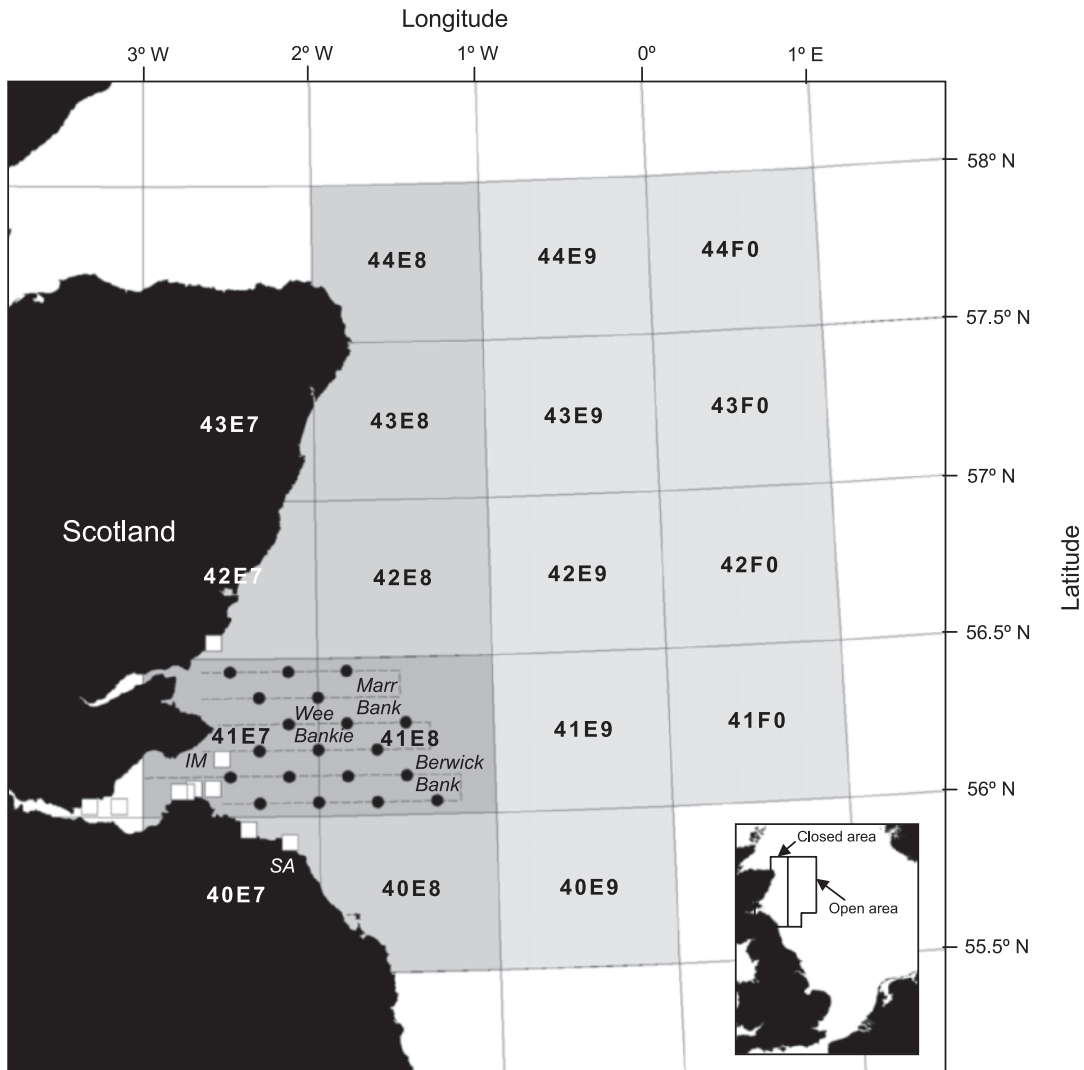 Longitude
3º W
2º W
1º W
0º
1º E
58º N
44E8
44E9
44F0
57.5º N
43E7
43E8
43E9
43F0
57º N
Scotland
Latitude
42E7
42E8
42E9
42F0
56.5º N
Marr
Bank
Wee
Bankie
41E7
41E8
41E9
41F0
IM
Berwick
Bank
56º N
Closed area
SA
40E7
40E8
40E9
Open area
55.5º N